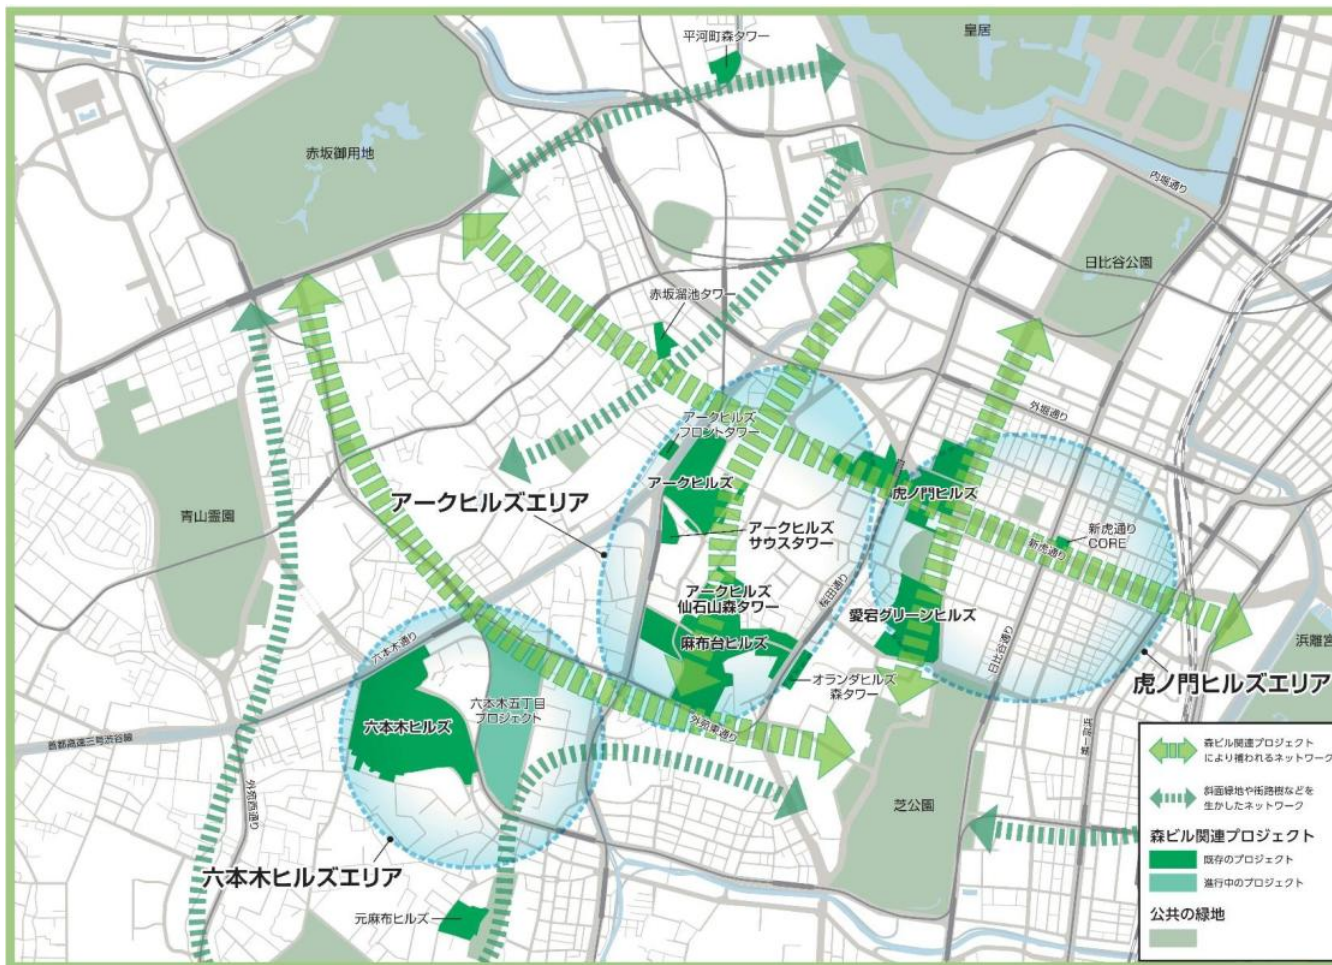 平河町森タワー
皇居
赤坂御用地
内堀通り
日比谷公園
赤坂溜池タワー
外堀通り
アークヒルズ
フロントタワー
アークヒルズエリア
アークヒルズ
虎ノ門ヒルズ
青山霊園
アークヒルズ
サウスタワー
新虎通り
CORE
新虎通り
アークヒルズ
仙石山森タワー
桜田通り
愛宕グリーンヒルズ
麻布台ヒルズ
日比谷通り
浜離宮
オランダヒルズ
森タワー
虎ノ門ヒルズエリア
六本木通り
六本木五丁目
プロジェクト
六本木ヒルズ
外苑東通り
首都高速三号渋谷線
外苑西通り
第一京浜
芝公園
六本木ヒルズエリア
元麻布ヒルズ
森ビル関連プロジェクト
により補われるネットワーク
斜面緑地や街路樹などを
生かしたネットワーク
森ビル関連プロジェクト
既存のプロジェクト
進行中のプロジェクト
公共の緑地